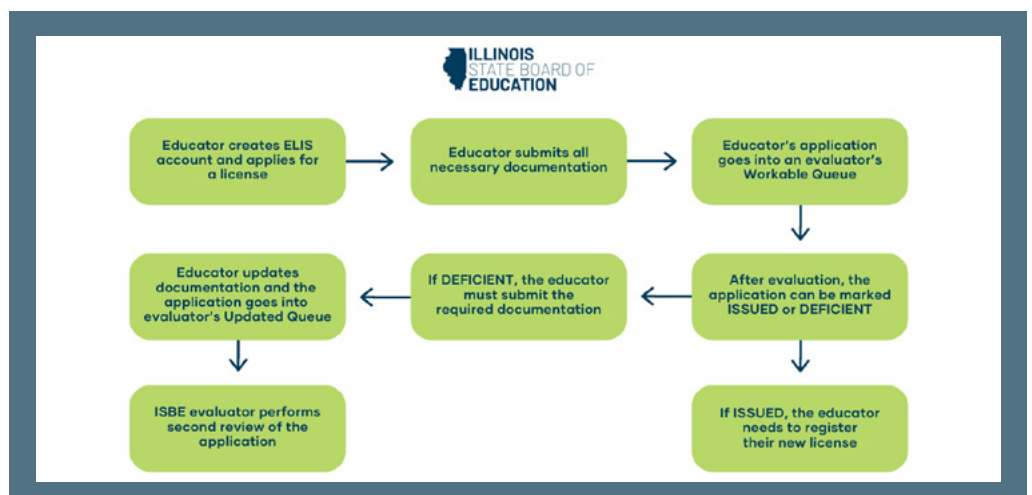 ILLINOIS
STATE BOARD OF
EDUCATION
Educator creates ELIS
account and applies for
a license
Educator submits all
necessary documentation
Educator's application
goes into an evaluator's
Workable Queue
After evaluation, the
application can be marked
ISSUED or DEFICIENT
If DEFICIENT, the educator
must submit the
required documentation
Educator updates
documentation and the
application goes into
evaluator's Updated Queue
ISBE evaluator performs
second review of the
application
If ISSUED, the educator
needs to register
their new license